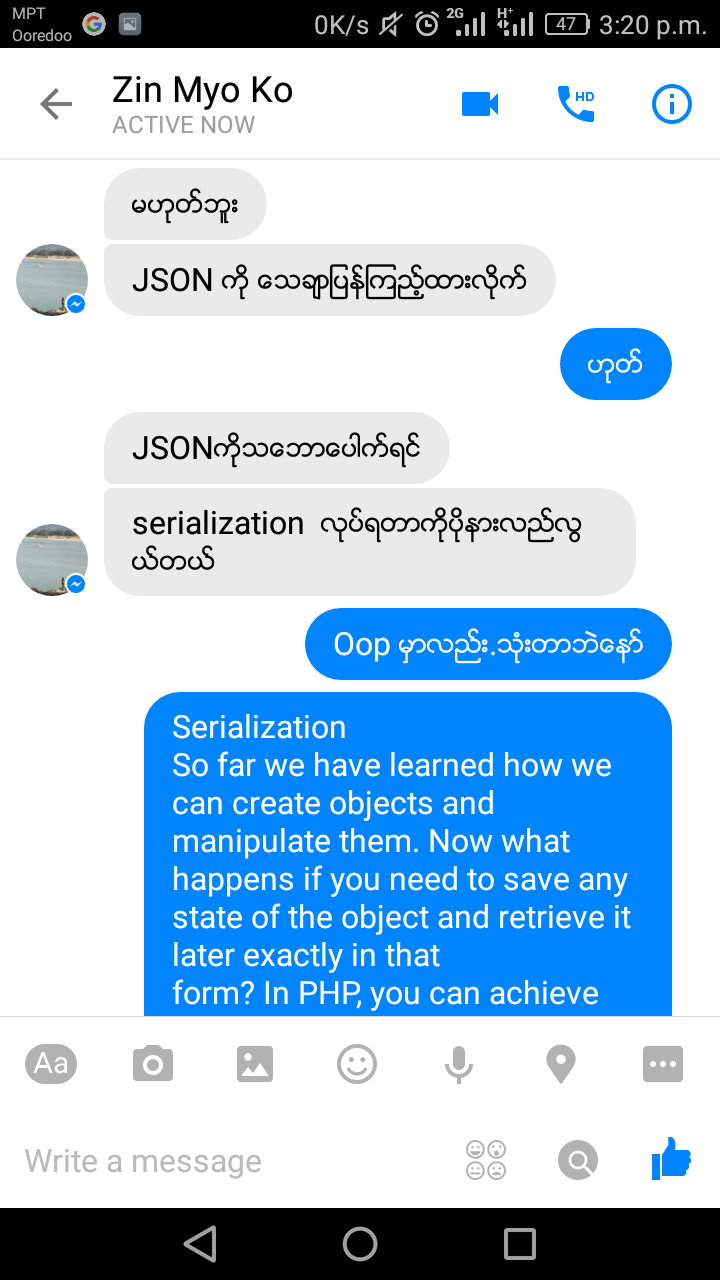 MPT
Ooredoo
0K/s
2G
H+
47
3:20 p.m.
Zin Myo Ko
ACTIVE NOW
HD
မဟုတ်ဘူး
JSON ကို သေချာပြန်ကြည့်ထားလိုက်
ဟုတ်
JSONကိုသဘောပေါက်ရင်
serialization လုပ်ရတာကိုပိုနားလည်လွ
ယ်တယ်
Oop မှာလည်း.သုံးတာဘဲနော်
Serialization
So far we have learned how we
can create objects and
manipulate them. Now what
happens if you need to save any
state of the object and retrieve it
later exactly in that
form? In PHP, you can achieve
Aa
Write a message